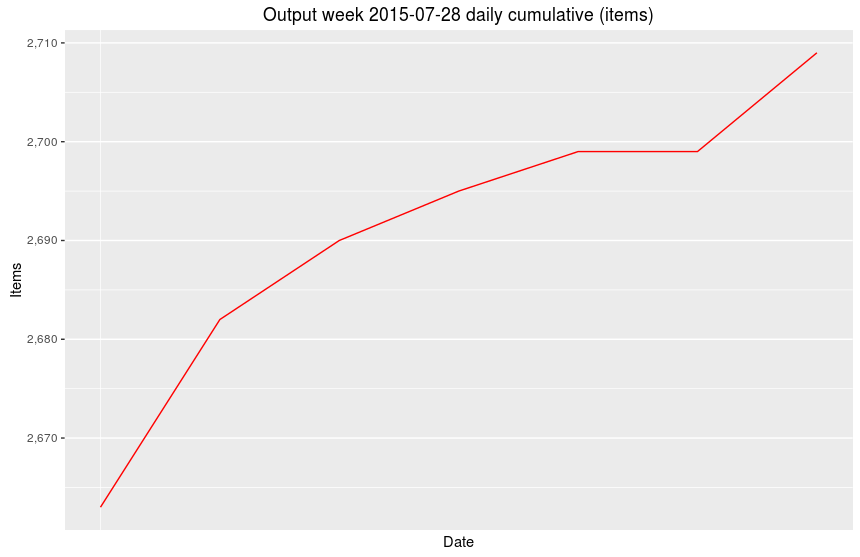 Output week 2015-07-28 daily cumulative (items)
2,710
2,700
2,690
2,680
2,670
Items
Date